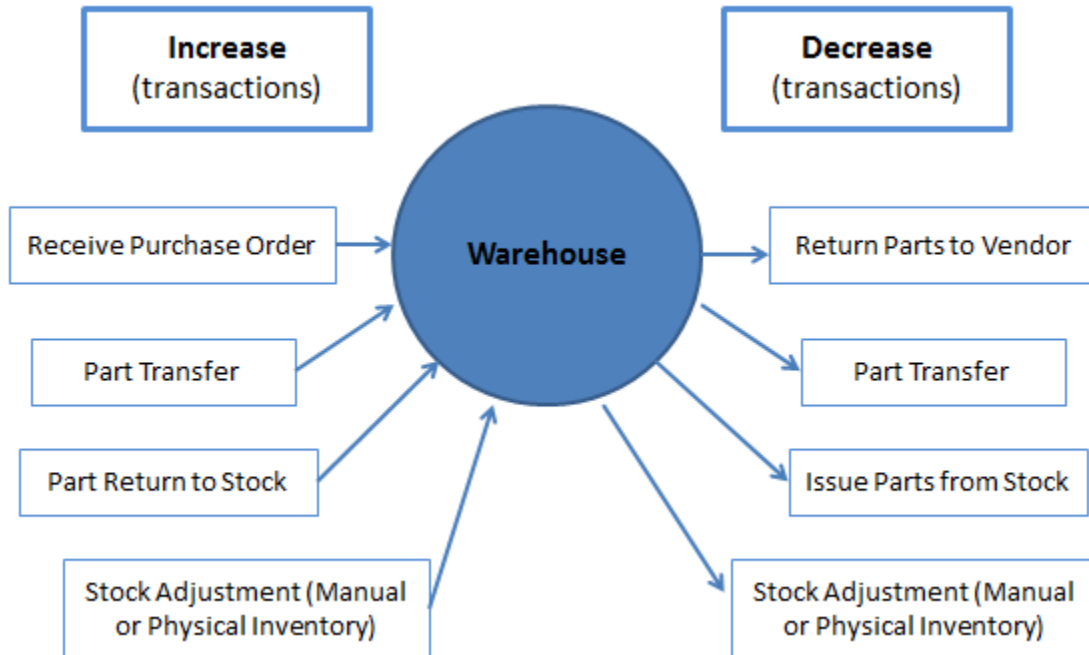 Increase
(transactions)
Decrease
(transactions)
Warehouse
Receive Purchase Order
Part Transfer
Part Return to Stock
Stock Adjustment (Manual
or Physical Inventory)
Return Parts to Vendor
Part Transfer
Issue Parts from Stock
Stock Adjustment (Manual
or Physical Inventory)